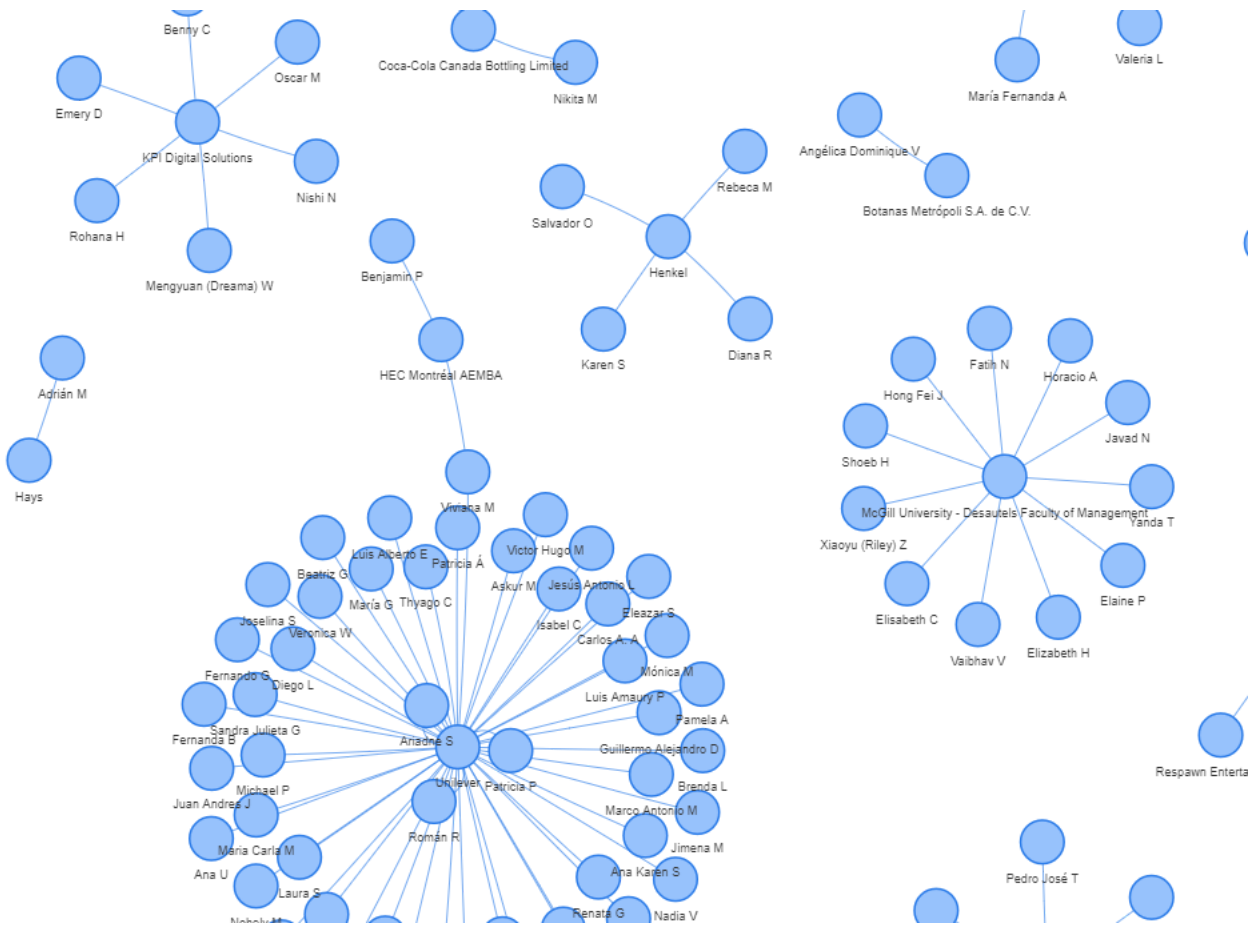 Benny C
Oscar M
Emery D
KPI Digital Solutions
Nishi N
Rohana H
Mengyuan (Dreama) W
Coca-Cola Canada Bottling Limited
Nikita M
Valeria L
María Fernanda A
Angélica Dominique V
Botanas Metrópoli S.A. de C.V.
Rebeca M
Salvador O
Henkel
Karen S
Diana R
Benjamin P
HEC Montréal AEMBA
Adrián M
Hays
Fatih N
Horacio A
Hong Fei J
Javad N
Shoeb H
McGill University - Desautels Faculty of Management
Yanda T
Xiaoyu (Riley) Z
Elaine P
Elisabeth C
Elizabeth H
Vaibhav V
Viviana M
Luis Alberto E
Patricia Á
Victor Hugo M
Beatriz G
María G
Thyago C
Askur M
Jesús Antonio L
Joselina S
Veronica W
Isabel C
Eleazar S
Carlos A. A
Fernando G
Diego L
Mónica M
Luis Amaury P
Sandra Julieta G
Fernanda B
Pamela A
Ariadne S
Guillermo Alejandro D
Unilever
Patricia P
Michael P
Brenda L
Juan Andres J
Marco Antonio M
Román R
Maria Carla M
Jimena M
Ana U
Ana Karen S
Laura S
Renata G
Nadia V
Respawn Enterta
Pedro José T